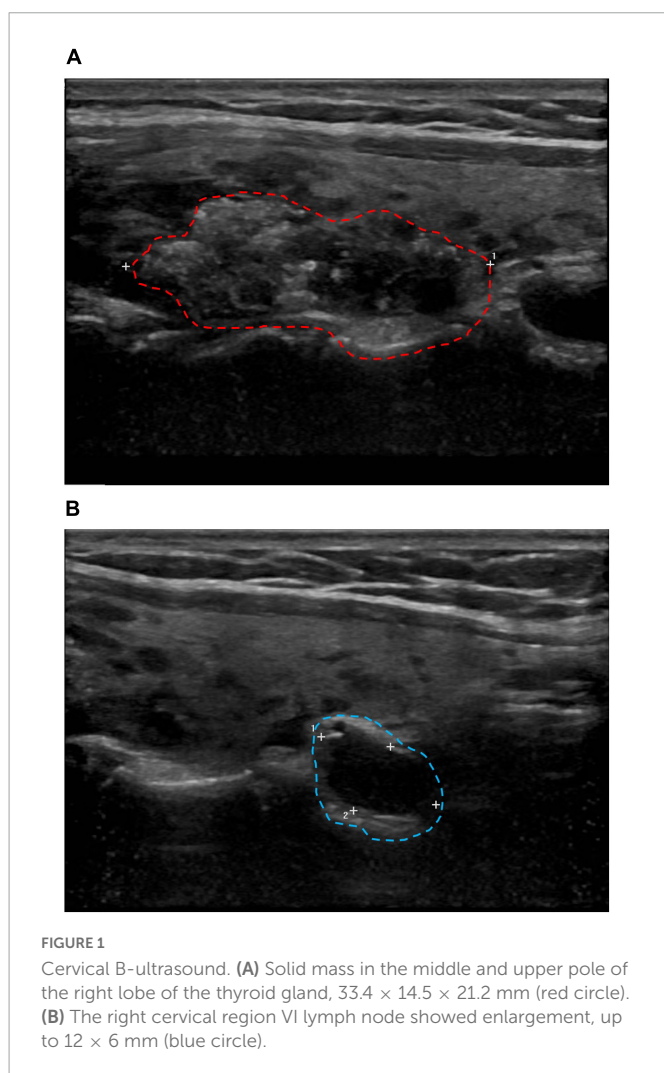 A
1
B
1
2
FIGURE 1
Cervical B-ultrasound. (A) Solid mass in the middle and upper pole of
the right lobe of the thyroid gland, 33.4 × 14.5 × 21.2 mm (red circle).
(B) The right cervical region VI lymph node showed enlargement, up
to 12 × 6 mm (blue circle).